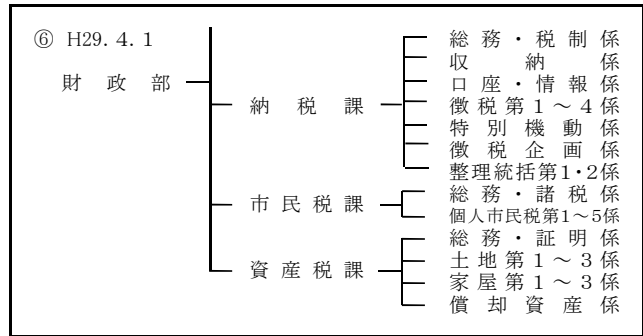 ⑥ H29.4.1
財政部
納税課
総務・税制係
収納係
口座・情報係
徴税第1～4係
特別機動係
徴税企画係
整理統括第1・2係
市民税課
総務・諸税係
個人市民税第1～5係
資産税課
総務・証明係
土地第1～3係
家屋第1～3係
償却資産係